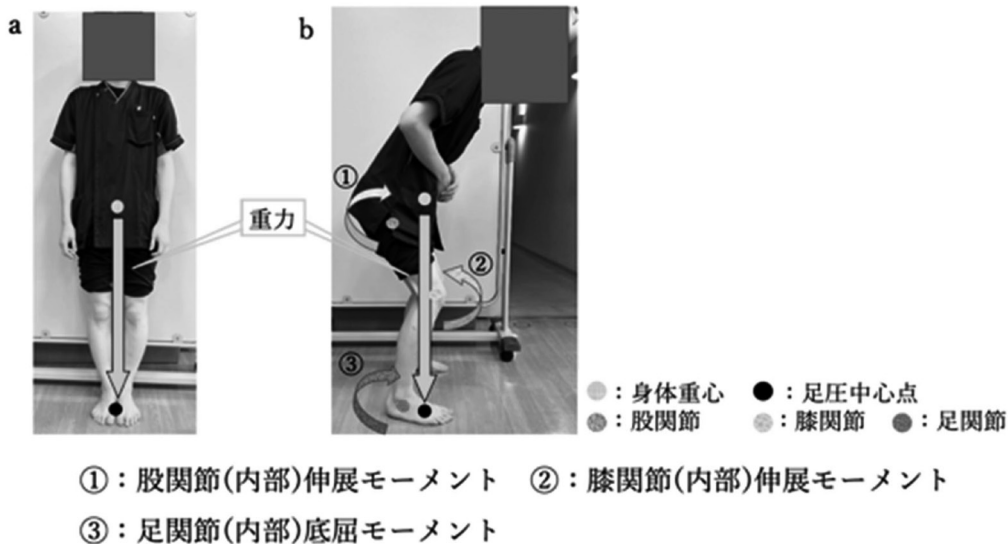 a
b
①
重力
②
③
：身体重心 ：足圧中心点
：股関節 ：膝関節 ：足関節
①：股関節(内部)伸展モーメント ②：膝関節(内部)伸展モーメント
③：足関節(内部)底屈モーメント